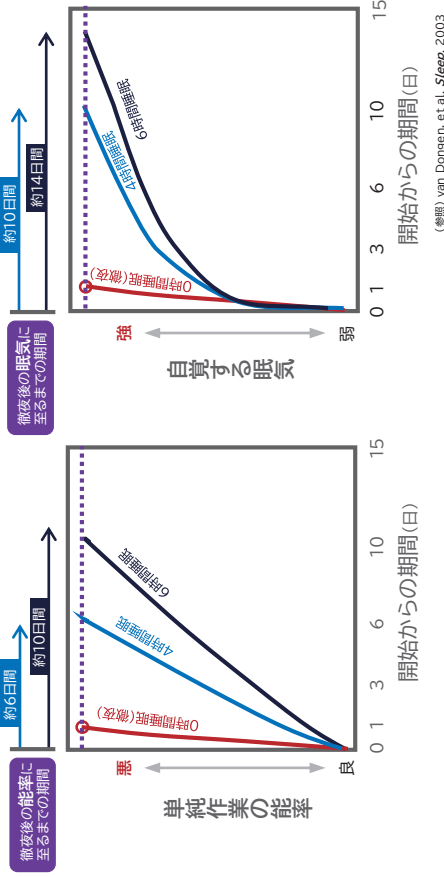 徹夜後の能率に
至るまでの期間
約6日間
約10日間
悪
良
単純作業の能率
0時間睡眠(徹夜)
4時間睡眠
6時間睡眠
0 1 3 6 10 15
開始からの期間(日)
徹夜後の眠気に
至るまでの期間
約10日間
約14日間
強
弱
自覚する眠気
0時間睡眠(徹夜)
4時間睡眠
6時間睡眠
0 1 3 6 10 15
開始からの期間(日)
(参照) van Dongen, et al. Sleep. 2003